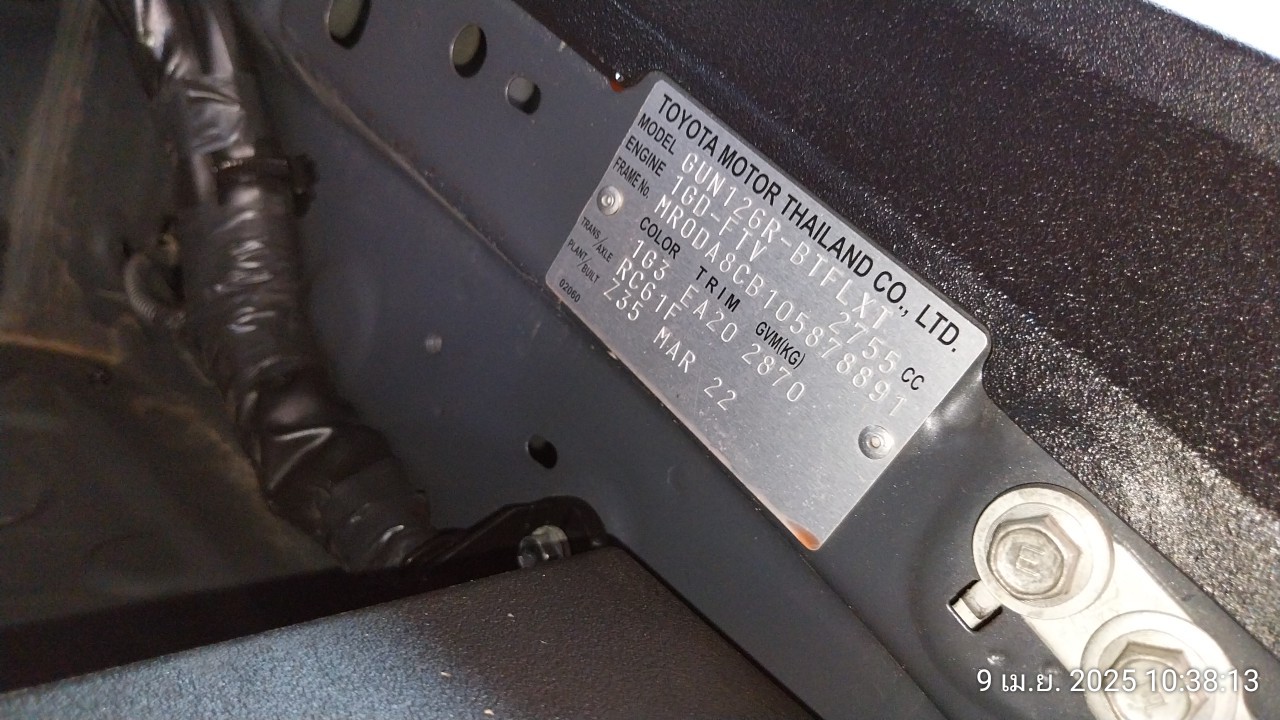 TOYOTA MOTOR THAILAND CO., LTD.
MODEL GUN126R-BTFLXT
ENGINE 1GD-FTV 2755 CC
FRAME No. MR0DA8CB105878891
COLOR TRIM GVM(KG)
1G3 EA20 2870
TRANS/AXLE RC61F
PLANT/BUILT Z35 MAR 22
02060
9 เม.ย. 2025 10:38:13